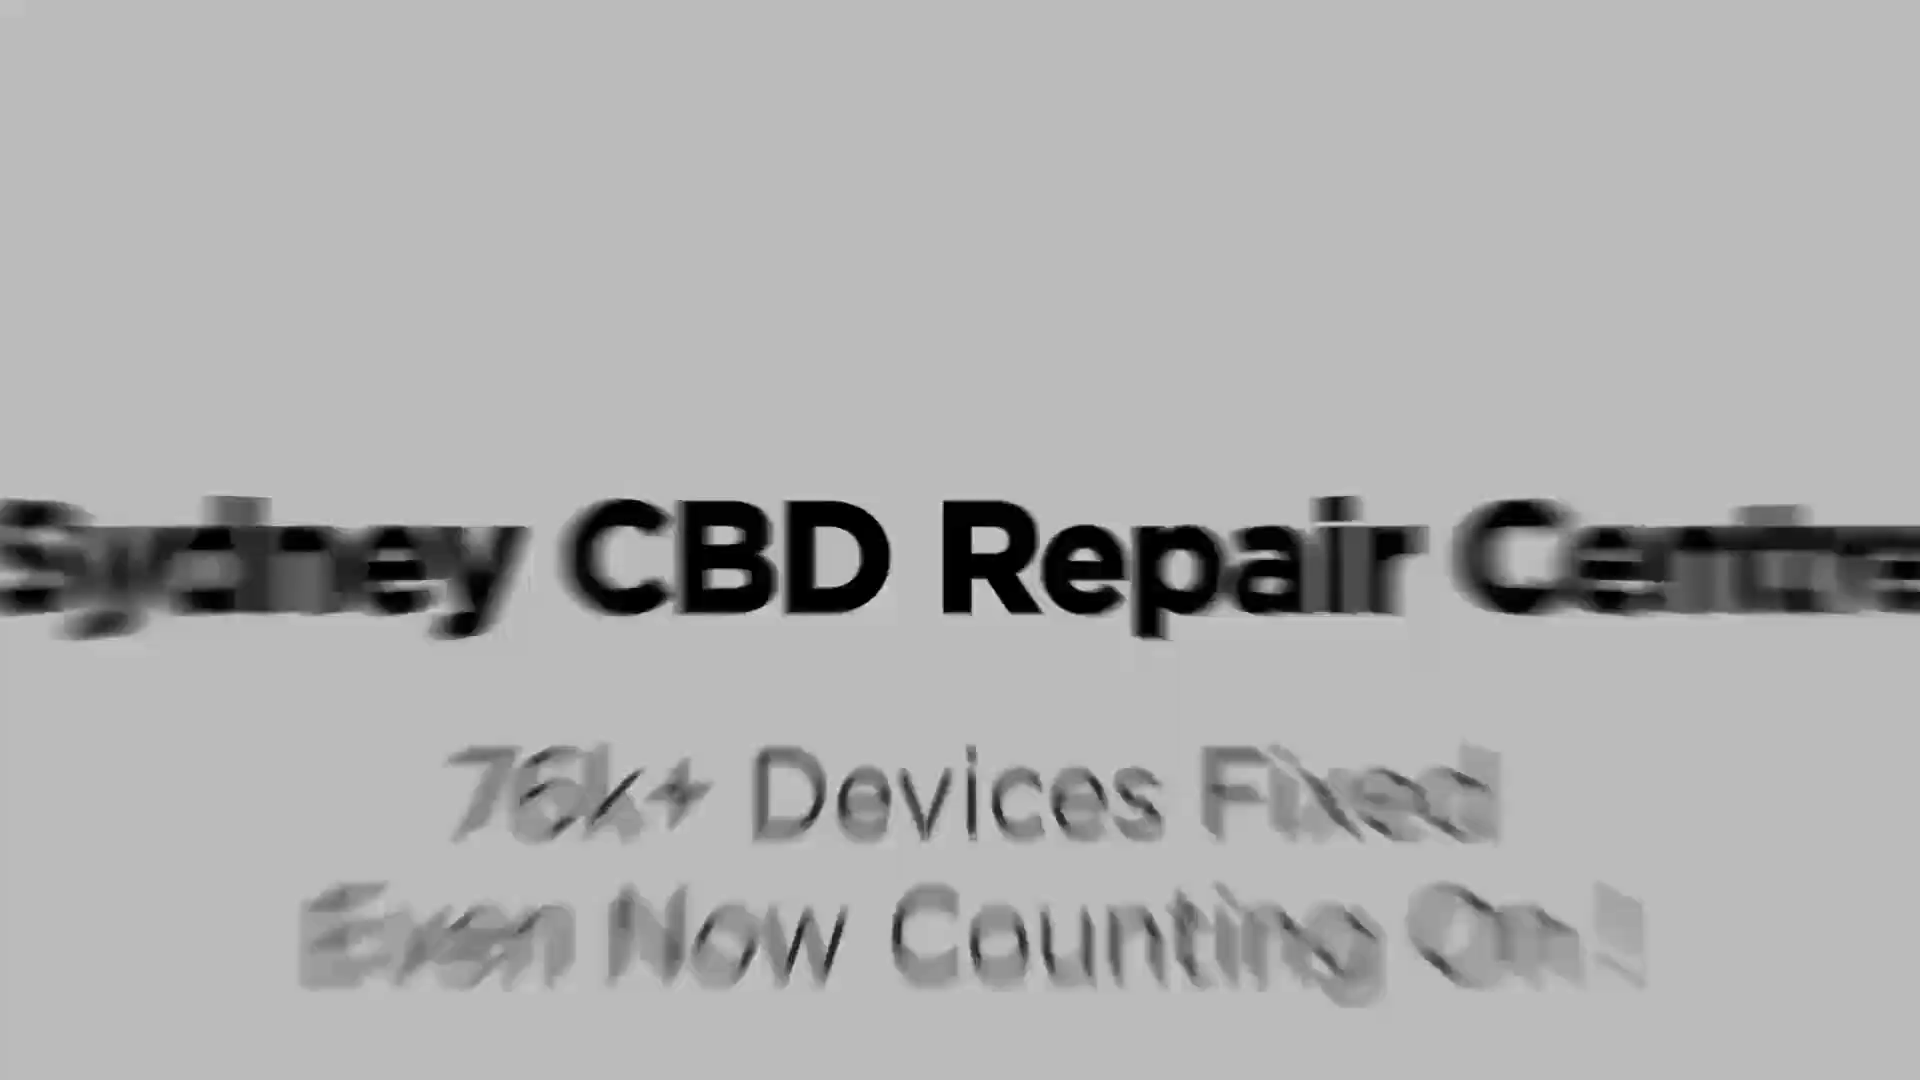 Sydney CBD Repair Centre
76k+ Devices Fixed
Even Now Counting On!